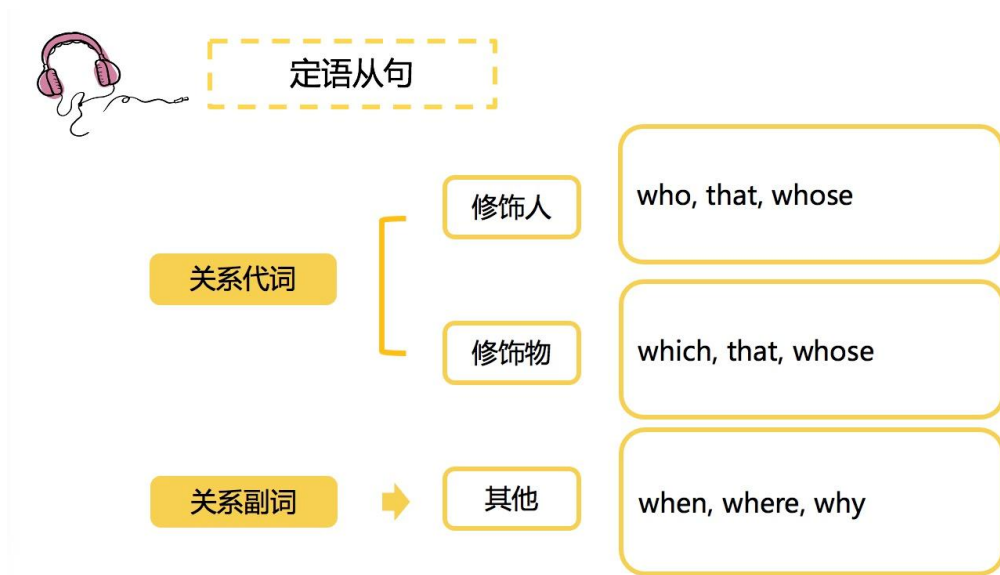 定语从句
修饰人
who, that, whose
关系代词
修饰物
which, that, whose
关系副词
其他
when, where, why